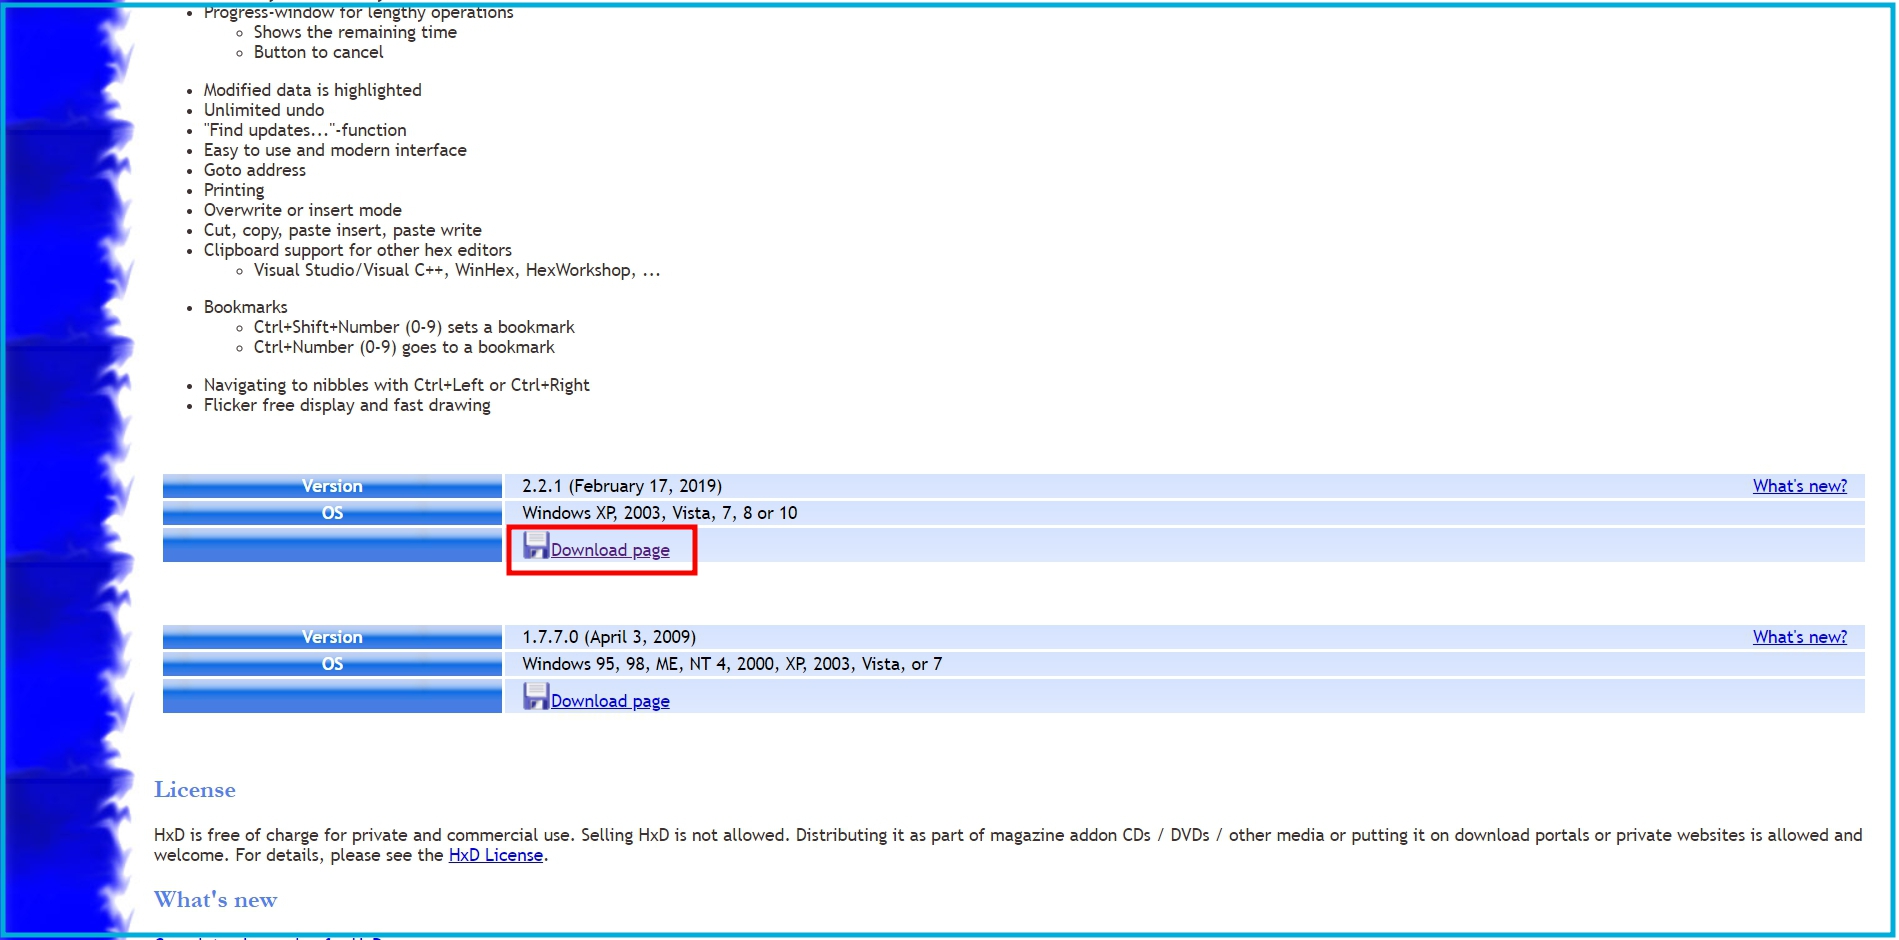 Progress-window for lengthy operations
Shows the remaining time
Button to cancel
Modified data is highlighted
Unlimited undo
"Find updates..."-function
Easy to use and modern interface
Goto address
Printing
Overwrite or insert mode
Cut, copy, paste insert, paste write
Clipboard support for other hex editors
Visual Studio/Visual C++, WinHex, HexWorkshop, ...
Bookmarks
Ctrl+Shift+Number (0-9) sets a bookmark
Ctrl+Number (0-9) goes to a bookmark
Navigating to nibbles with Ctrl+Left or Ctrl+Right
Flicker free display and fast drawing
Version 2.2.1 (February 17, 2019) What's new?
OS Windows XP, 2003, Vista, 7, 8 or 10
Download page
Version 1.7.7.0 (April 3, 2009) What's new?
OS Windows 95, 98, ME, NT 4, 2000, XP, 2003, Vista, or 7
Download page
License
HxD is free of charge for private and commercial use. Selling HxD is not allowed. Distributing it as part of magazine addon CDs / DVDs / other media or putting it on download portals or private websites is allowed and
welcome. For details, please see the HxD License.
What's new